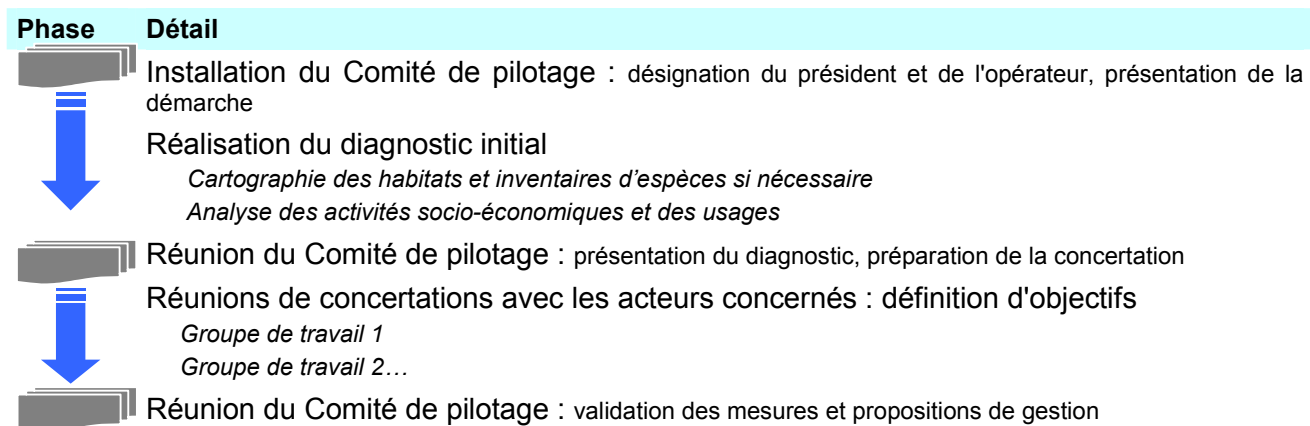 Phase Détail
Installation du Comité de pilotage : désignation du président et de l'opérateur, présentation de la
démarche
Réalisation du diagnostic initial
Cartographie des habitats et inventaires d’espèces si nécessaire
Analyse des activités socio-économiques et des usages
Réunion du Comité de pilotage : présentation du diagnostic, préparation de la concertation
Réunions de concertations avec les acteurs concernés : définition d'objectifs
Groupe de travail 1
Groupe de travail 2…
Réunion du Comité de pilotage : validation des mesures et propositions de gestion